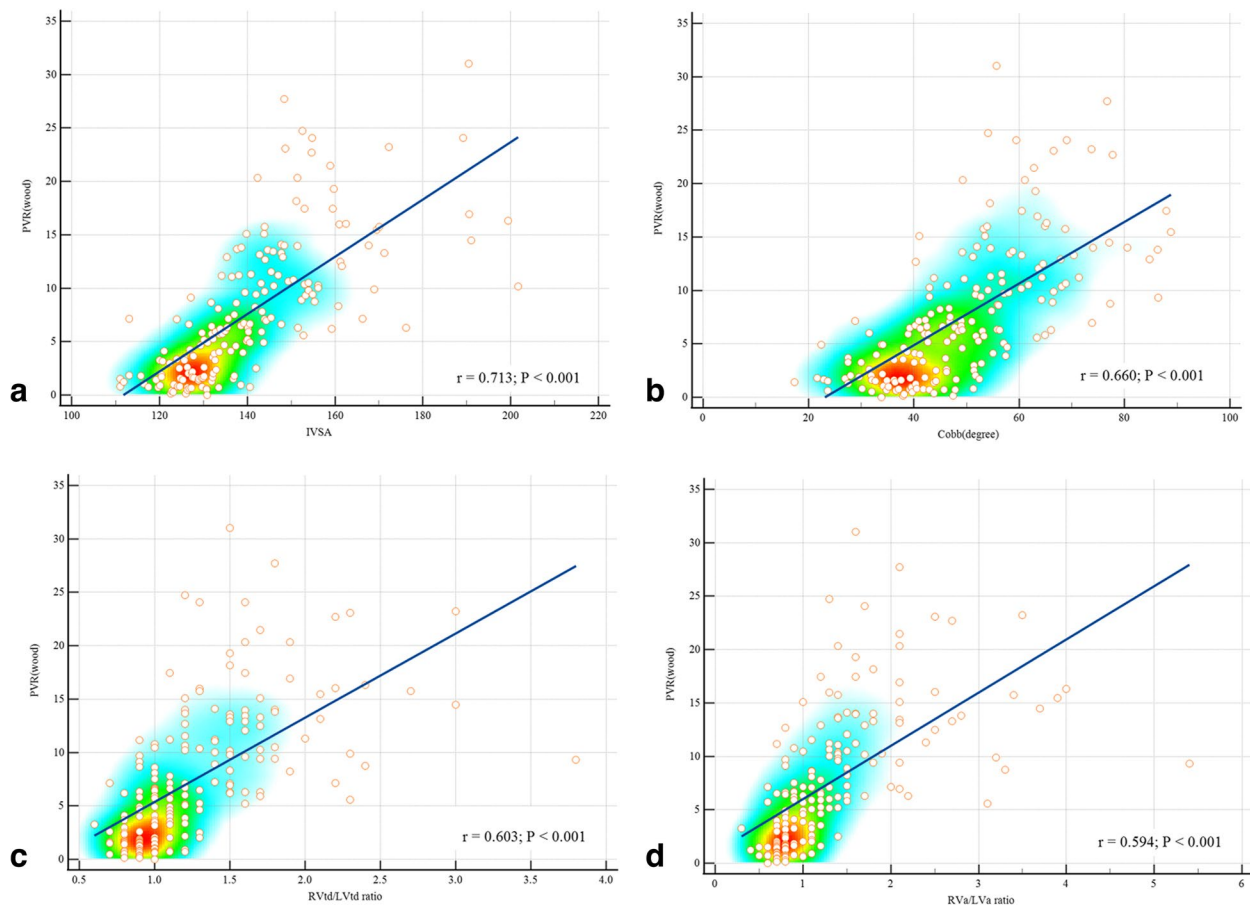 35
30
25
20
15
10
5
0
PVR(wood)
r = 0.713; P < 0.001
a
100 120 140 160 180 200 220
IVSA
35
30
25
20
15
10
5
0
PVR(wood)
r = 0.660; P < 0.001
b
0 20 40 60 80 100
Cobb(degree)
35
30
25
20
15
10
5
0
PVR(wood)
r = 0.603; P < 0.001
c
0.5 1.0 1.5 2.0 2.5 3.0 3.5 4.0
RVtd/LVtd ratio
35
30
25
20
15
10
5
0
PVR(wood)
r = 0.594; P < 0.001
d
0 1 2 3 4 5 6
RVa/LVa ratio